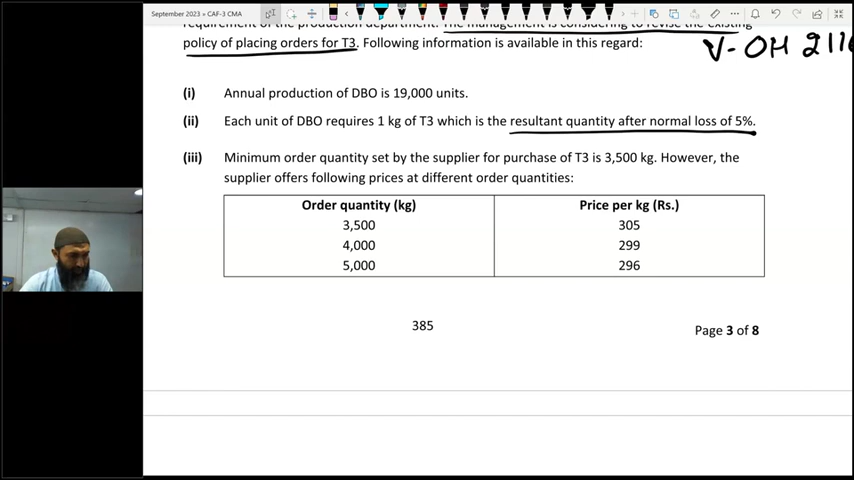 September 2023 » CAF-3 CMA
requirement of the production department. The management is considering to revise the existing
policy of placing orders for T3. Following information is available in this regard:
V-OH 211
(i) Annual production of DBO is 19,000 units.
(ii) Each unit of DBO requires 1 kg of T3 which is the resultant quantity after normal loss of 5%.
(iii) Minimum order quantity set by the supplier for purchase of T3 is 3,500 kg. However, the
supplier offers following prices at different order quantities:
Order quantity (kg) Price per kg (Rs.)
3,500 305
4,000 299
5,000 296
385
Page 3 of 8